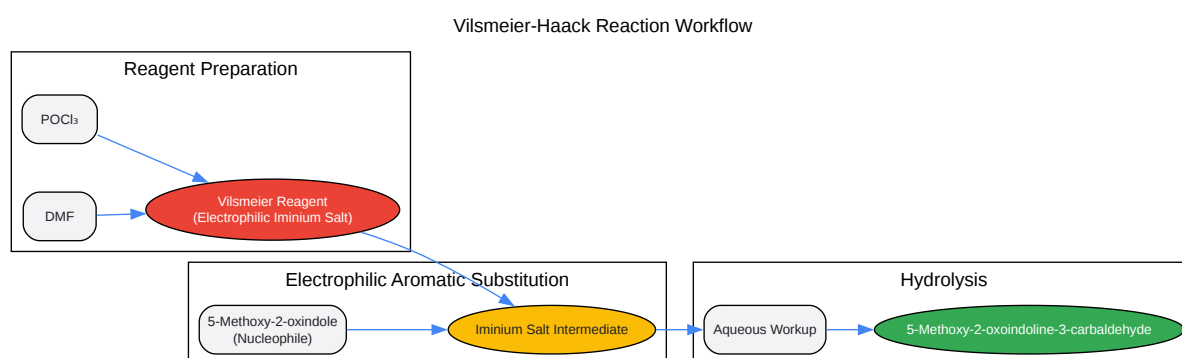 Vilsmeier-Haack Reaction Workflow
Reagent Preparation
POCl₃
DMF
Vilsmeier Reagent
(Electrophilic Iminium Salt)
Electrophilic Aromatic Substitution
5-Methoxy-2-oxindole
(Nucleophile)
Iminium Salt Intermediate
Hydrolysis
Aqueous Workup
5-Methoxy-2-oxoindoline-3-carbaldehyde